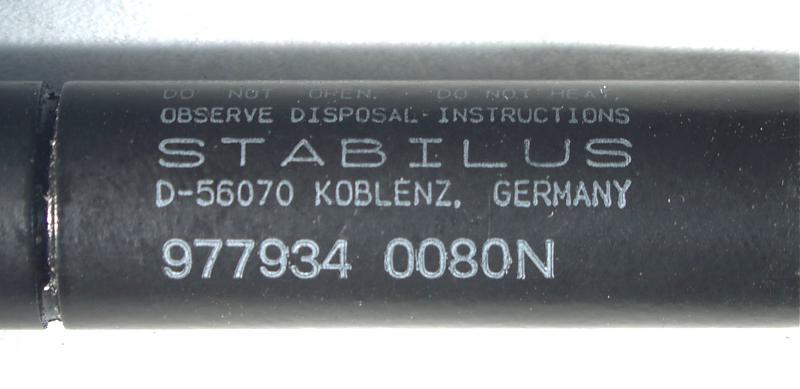 DO NOT OPEN. DO NOT HEAT.
OBSERVE DISPOSAL INSTRUCTIONS
STABILUS
D-56070 KOBLENZ, GERMANY
977934 0080N